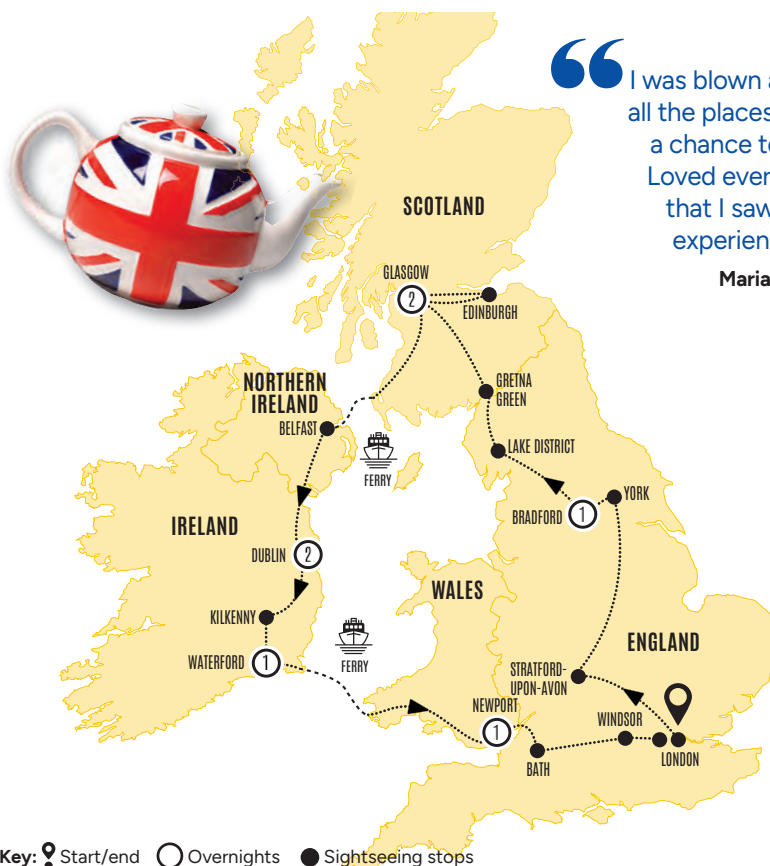 I was blown a
all the places
a chance to
Loved ever
that I saw
experien
Maria
SCOTLAND
GLASGOW
2
EDINBURGH
GRETNA
GREEN
NORTHERN
IRELAND
BELFAST
FERRY
LAKE DISTRICT
YORK
BRADFORD
1
IRELAND
DUBLIN
2
WALES
KILKENNY
FERRY
WATERFORD
1
ENGLAND
STRATFORD-
UPON-AVON
NEWPORT
1
WINDSOR
LONDON
BATH
Key: Start/end Overnights Sightseeing stops